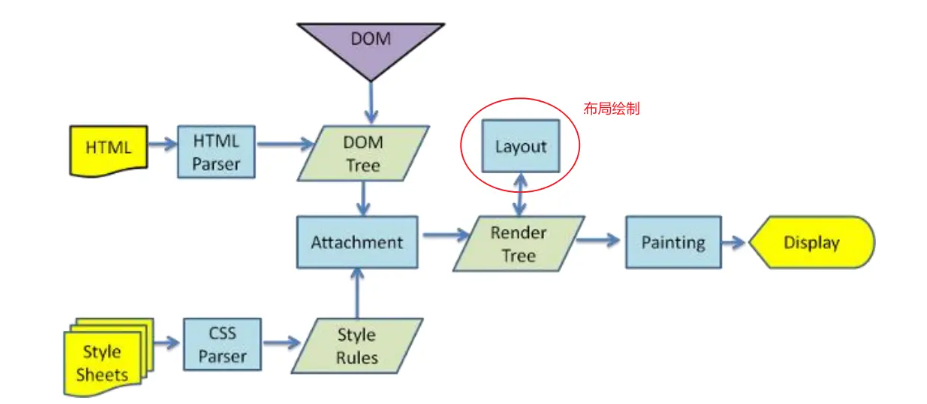 DOM
布局绘制
HTML
HTML
Parser
DOM
Tree
Layout
Attachment
Render
Tree
Painting
Display
Style
Sheets
CSS
Parser
Style
Rules